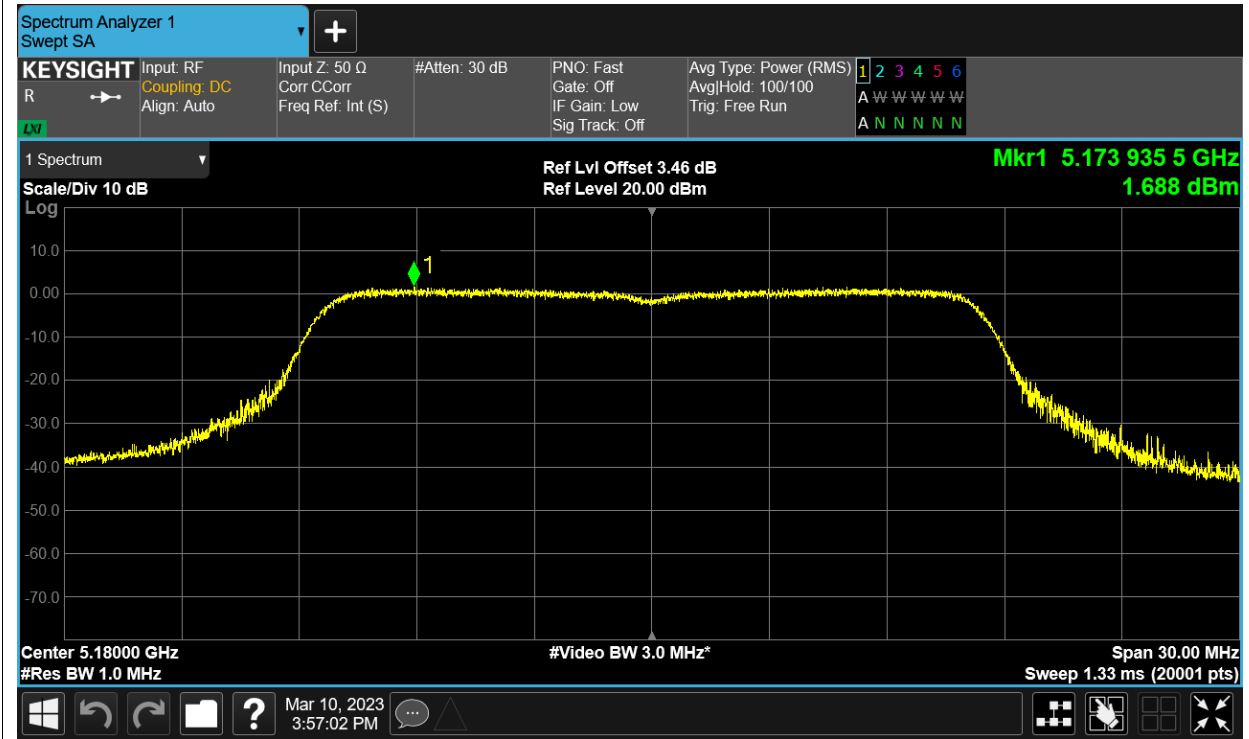 Spectrum Analyzer 1
Swept SA
KEYSIGHT
R
LXI
Input: RF
Coupling: DC
Align: Auto
Input Z: 50 Ω
Corr CCorr
Freq Ref: Int (S)
#Atten: 30 dB
PNO: Fast
Gate: Off
IF Gain: Low
Sig Track: Off
Avg Type: Power (RMS)
Avg|Hold: 100/100
Trig: Free Run
1 2 3 4 5 6
A W W W W W
A N N N N N
1 Spectrum
Scale/Div 10 dB
Log
Ref Lvl Offset 3.46 dB
Ref Level 20.00 dBm
Mkr1 5.173 935 5 GHz
1.688 dBm
1
10.0
0.00
-10.0
-20.0
-30.0
-40.0
-50.0
-60.0
-70.0
Center 5.18000 GHz
#Res BW 1.0 MHz
#Video BW 3.0 MHz*
Span 30.00 MHz
Sweep 1.33 ms (20001 pts)
?
Mar 10, 2023
3:57:02 PM